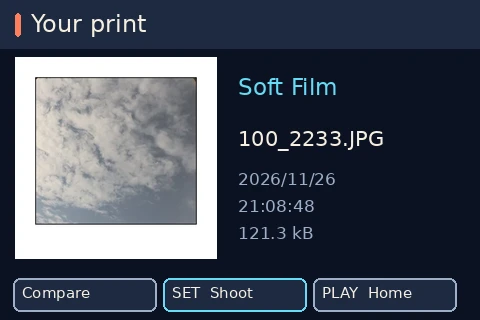 Your print
Soft Film
100_2233.JPG
2026/11/26
21:08:48
121.3 kB
Compare
SET Shoot
PLAY Home